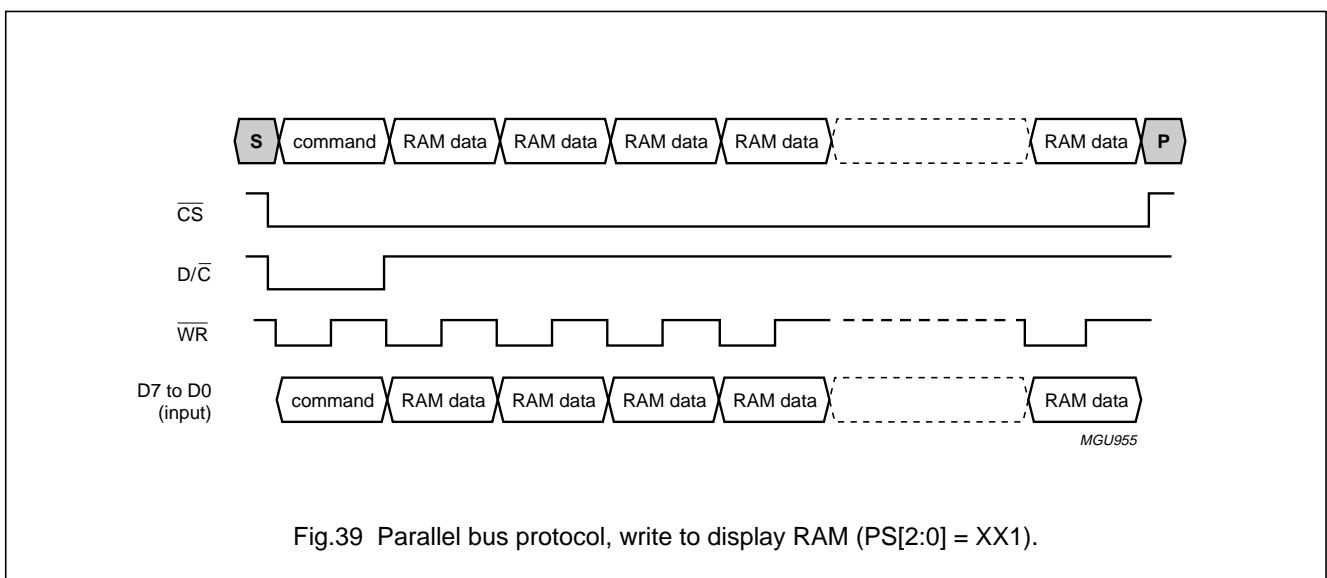 S command RAM data RAM data RAM data RAM data RAM data P
CS
D/C
WR
D7 to D0
(input)
command RAM data RAM data RAM data RAM data RAM data
MGU955
Fig.39 Parallel bus protocol, write to display RAM (PS[2:0] = XX1).